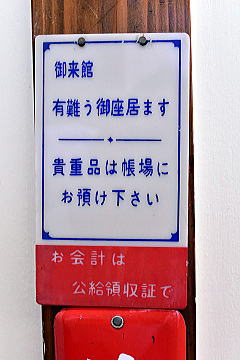 御来館
有難う御座居ます
貴重品は帳場に
お預け下さい
お会計は
公給領収証で